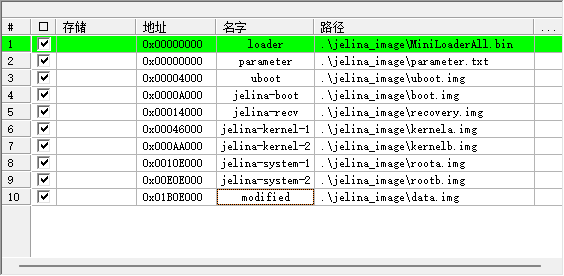 # 存储 地址 名字 路径 ...
1 0x00000000 loader .\jelina_image\MiniLoaderAll.bin
2 0x00000000 parameter .\jelina_image\parameter.txt
3 0x00004000 uboot .\jelina_image\uboot.img
4 0x0000A000 jelina-boot .\jelina_image\boot.img
5 0x00014000 jelina-recv .\jelina_image\recovery.img
6 0x00046000 jelina-kernel-1 .\jelina_image\kernela.img
7 0x000AA000 jelina-kernel-2 .\jelina_image\kernelb.img
8 0x0010E000 jelina-system-1 .\jelina_image\roota.img
9 0x00E0E000 jelina-system-2 .\jelina_image\rootb.img
10 0x01B0E000 modified .\jelina_image\data.img